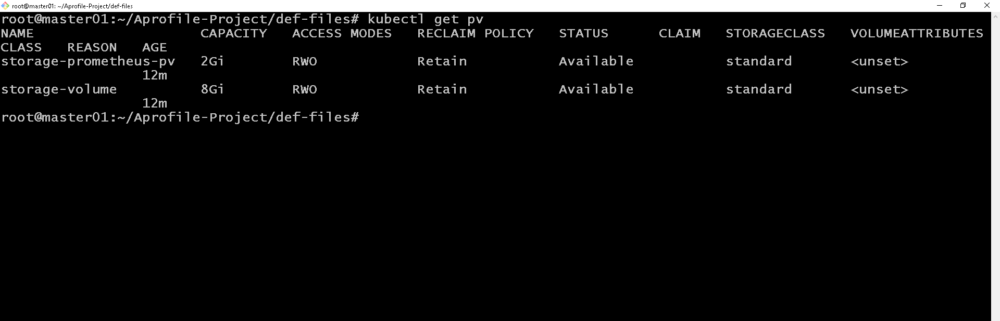 root@master01: ~/Aprofile-Project/def-files
root@master01:~/Aprofile-Project/def-files# kubectl get pv
NAME                    CAPACITY   ACCESS MODES   RECLAIM POLICY   STATUS      CLAIM   STORAGECLASS   VOLUMEATTRIBUTES
CLASS   REASON   AGE
storage-prometheus-pv   2Gi        RWO            Retain           Available           standard       <unset>
                 12m
storage-volume          8Gi        RWO            Retain           Available           standard       <unset>
                 12m
root@master01:~/Aprofile-Project/def-files#